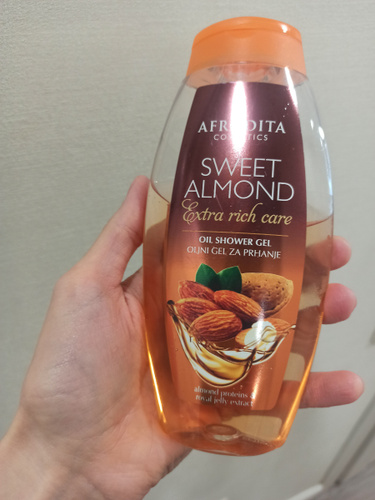 AFRODITA
COSMETICS
SWEET
ALMOND
Extra rich care
OIL SHOWER GEL
OLJNI GEL ZA PRHANJE
almond proteins &
royal jelly extract